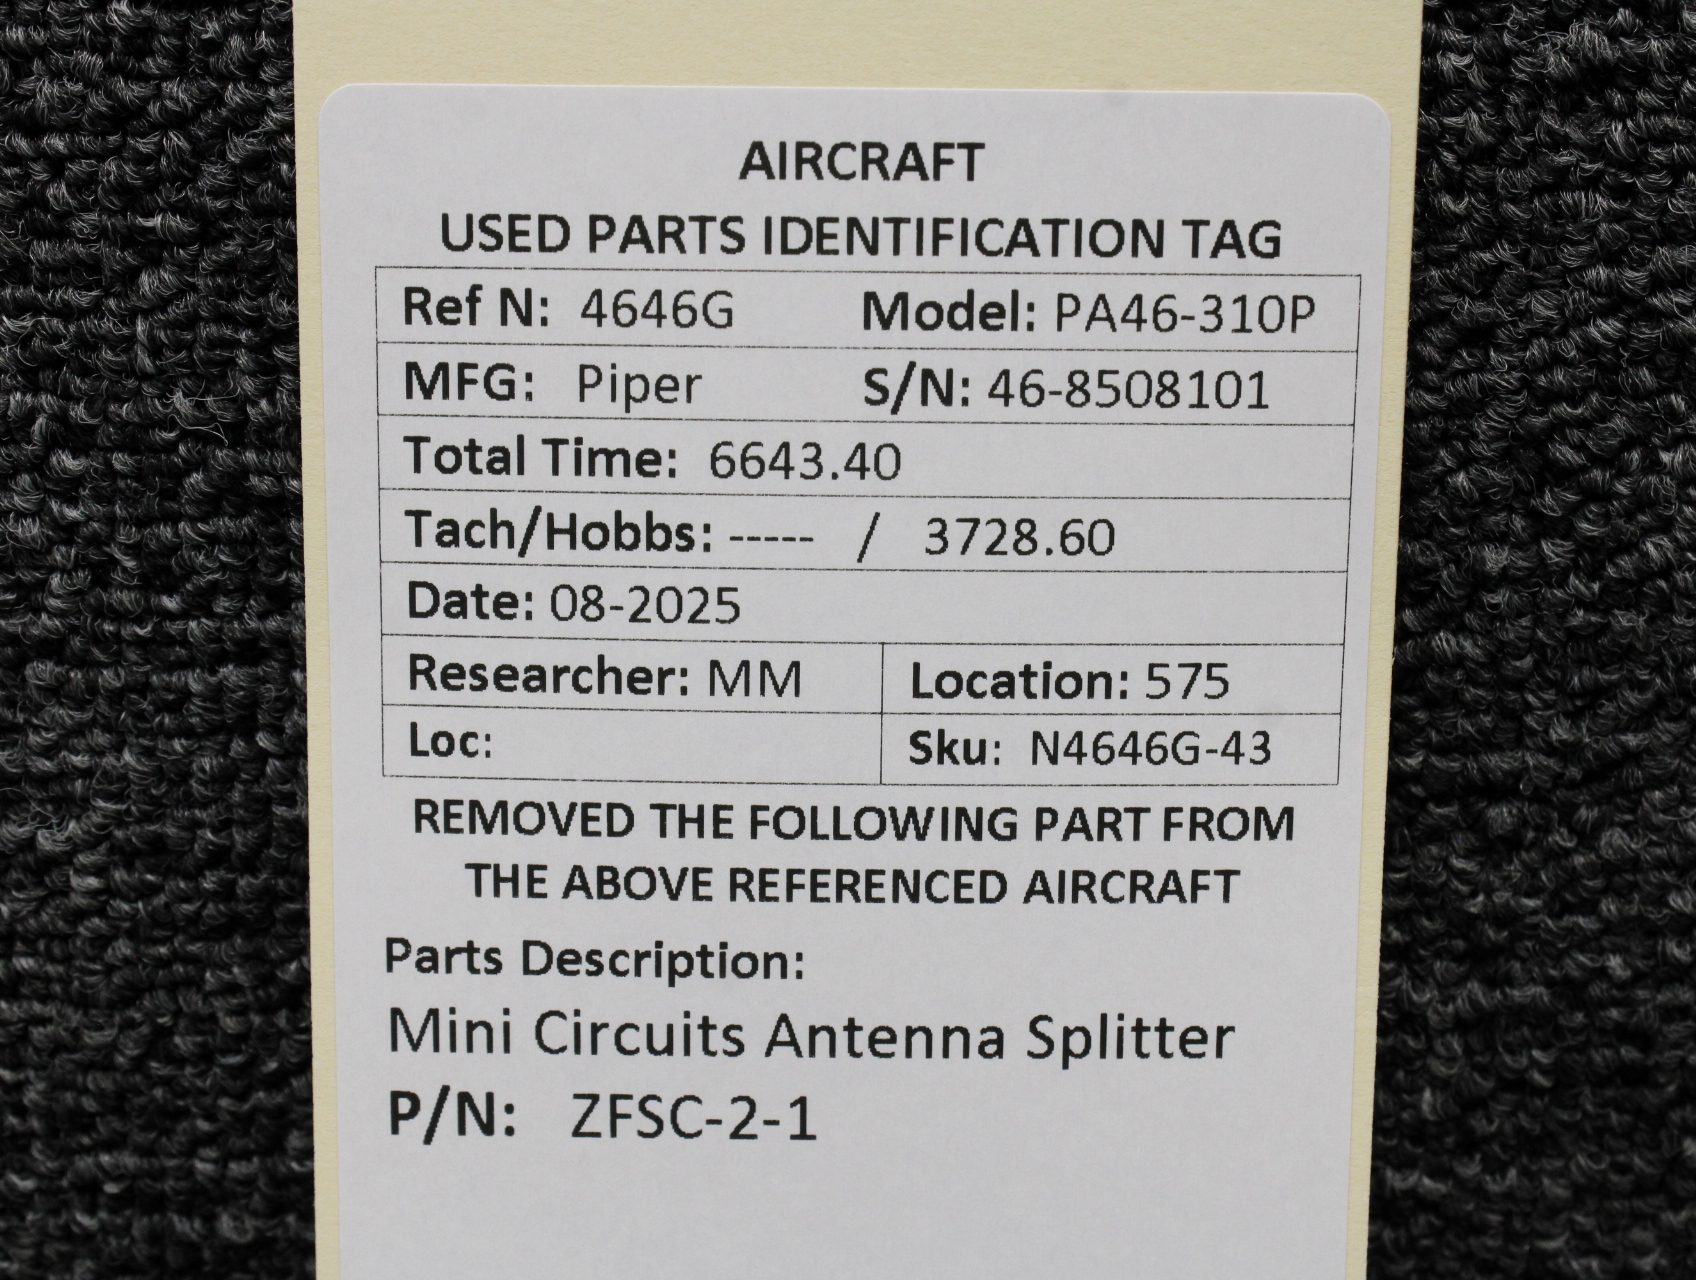 AIRCRAFT
USED PARTS IDENTIFICATION TAG
Ref N: 4646G Model: PA46-310P
MFG: Piper S/N: 46-8508101
Total Time: 6643.40
Tach/Hobbs: ----- / 3728.60
Date: 08-2025
Researcher: MM Location: 575
Loc: Sku: N4646G-43
REMOVED THE FOLLOWING PART FROM
THE ABOVE REFERENCED AIRCRAFT
Parts Description:
Mini Circuits Antenna Splitter
P/N: ZFSC-2-1